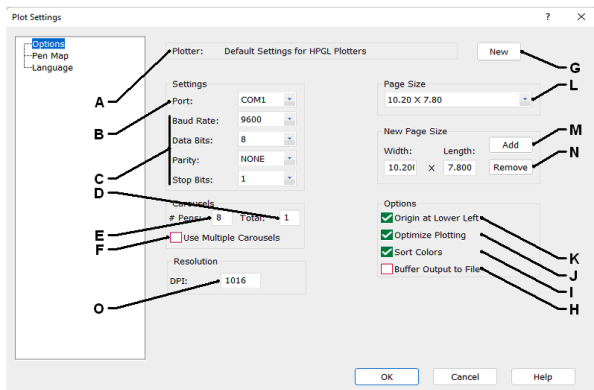 Plot Settings ? ×
Options
Pen Map
Language
Plotter: Default Settings for HPGL Plotters New
G
A
Settings
B Port: COM1
Baud Rate: 9600
Data Bits: 8
C Parity: NONE
Stop Bits: 1
D
Carousels
E # Pens: 8 Total: 1
F Use Multiple Carousels
Resolution
O DPI: 1016
Page Size
10.20 X 7.80 L
New Page Size
Width: Length: Add M
10.20( × 7.800 Remove N
Options
Origin at Lower Left K
Optimize Plotting J
Sort Colors I
Buffer Output to File H
OK Cancel Help